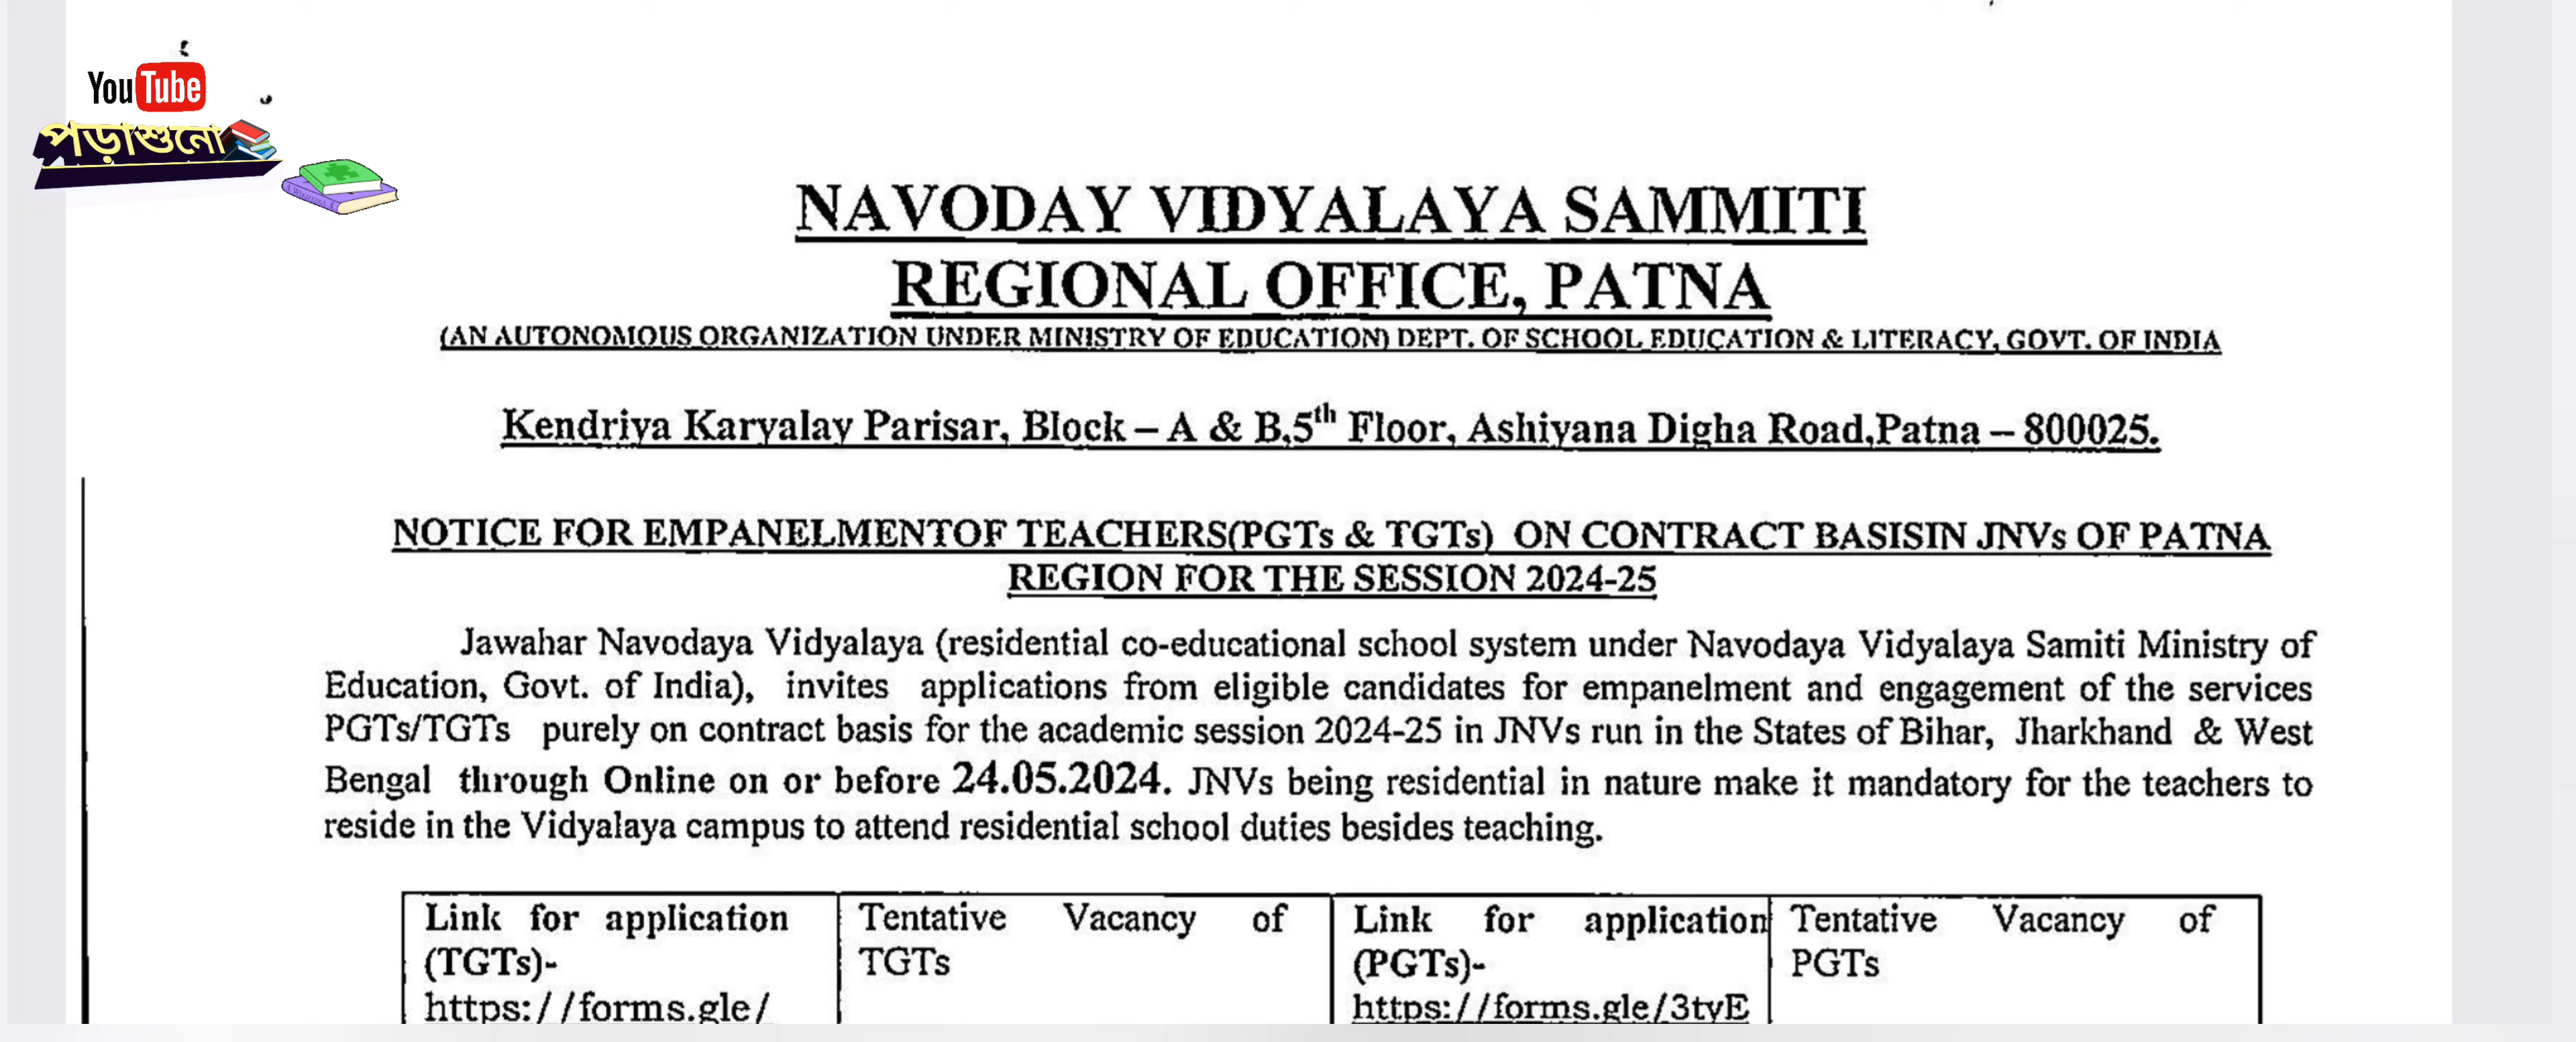 YouTube
পড়াশুনো
NAVODAY VIDYALAYA SAMMITI
REGIONAL OFFICE, PATNA
(AN AUTONOMOUS ORGANIZATION UNDER MINISTRY OF EDUCATION) DEPT. OF SCHOOL EDUCATION & LITERACY, GOVT. OF INDIA
Kendriya Karyalay Parisar, Block – A & B,5th Floor, Ashiyana Digha Road,Patna – 800025.
NOTICE FOR EMPANELMENTOF TEACHERS(PGTs & TGTs) ON CONTRACT BASISIN JNVs OF PATNA
REGION FOR THE SESSION 2024-25
Jawahar Navodaya Vidyalaya (residential co-educational school system under Navodaya Vidyalaya Samiti Ministry of
Education, Govt. of India), invites applications from eligible candidates for empanelment and engagement of the services
PGTs/TGTs purely on contract basis for the academic session 2024-25 in JNVs run in the States of Bihar, Jharkhand & West
Bengal through Online on or before 24.05.2024. JNVs being residential in nature make it mandatory for the teachers to
reside in the Vidyalaya campus to attend residential school duties besides teaching.
Link for application
(TGTs)-
https://forms.gle/
Tentative Vacancy of
TGTs
Link for application
(PGTs)-
https://forms.gle/3tyE
Tentative Vacancy of
PGTs